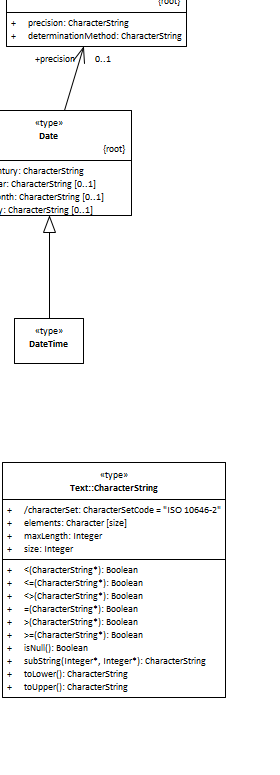 {root}
+ precision: CharacterString
+ determinationMethod: CharacterString
+precision 0..1
«type»
Date
{root}
CharacterString
CharacterString [0..1]
CharacterString [0..1]
CharacterString [0..1]
«type»
DateTime
«type»
Text::CharacterString
+ /characterSet: CharacterSetCode = "ISO 10646-2"
+ elements: Character [size]
+ maxLength: Integer
+ size: Integer
+ <(CharacterString*): Boolean
+ <=(CharacterString*): Boolean
+ <>(CharacterString*): Boolean
+ =(CharacterString*): Boolean
+ >(CharacterString*): Boolean
+ >=(CharacterString*): Boolean
+ isNull(): Boolean
+ subString(Integer*, Integer*): CharacterString
+ toLower(): CharacterString
+ toUpper(): CharacterString